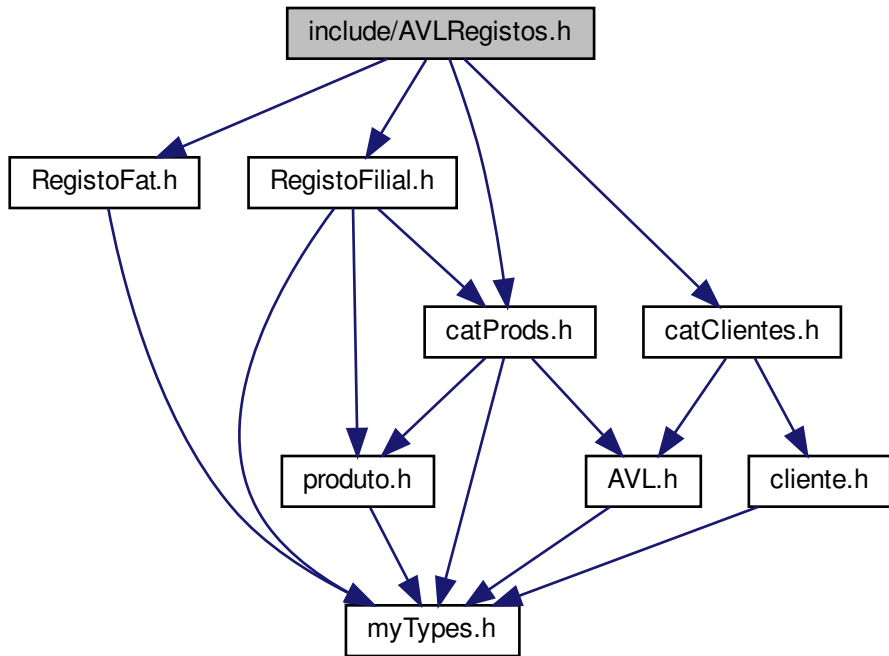 include/AVLRegistos.h
RegistoFat.h
RegistoFilial.h
catProds.h
catClientes.h
produto.h
AVL.h
cliente.h
myTypes.h